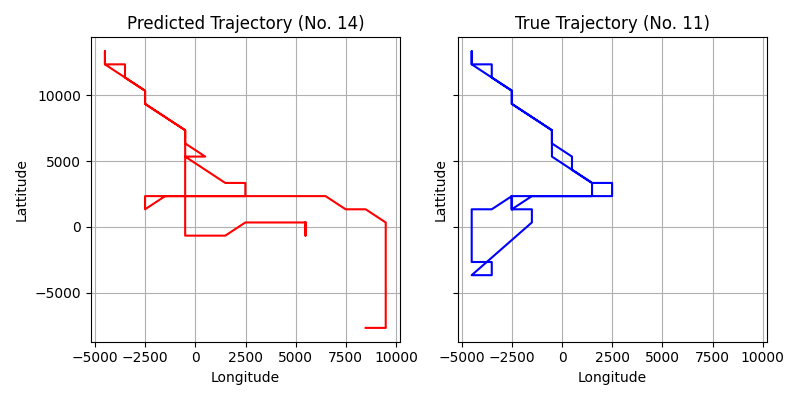 Predicted Trajectory (No. 14)
True Trajectory (No. 11)
Lattitude
10000
5000
0
−5000
−5000 −2500 0 2500 5000 7500 10000
Longitude
Lattitude
−5000 −2500 0 2500 5000 7500 10000
Longitude